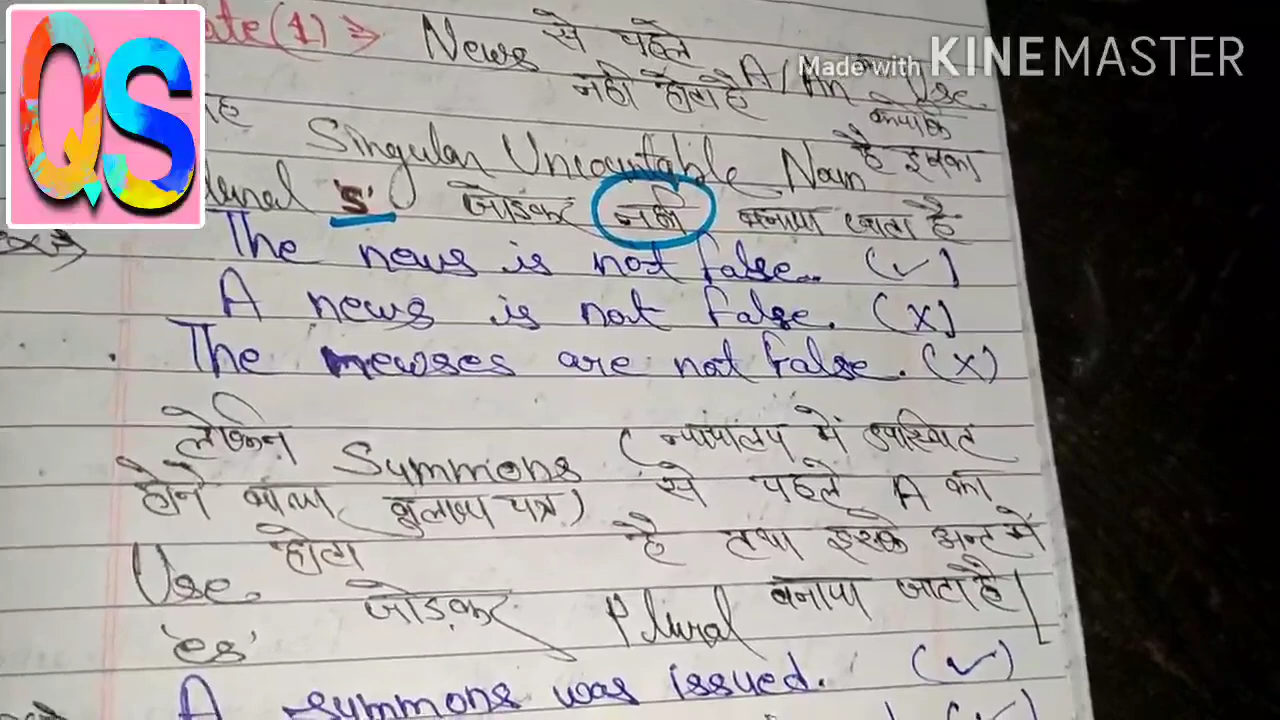 QS
Made with KINEMASTER
Note(1) ⇒ News से पहले A/An का Use.
नही होता है क्योंकि
यह Singular Uncountable Noun है इसका
Plural 's' जोडकर नही बनाया जाता है
Ex⇒ The news is not false. (✓)
A news is not false. (X)
The newses are not false. (X)
लेकिन Summons (न्यायालय में उपस्थित
होने वाला बुलावा पत्र) से पहले A का
Use. होता है तथा इसके अन्त में
'es' जोड़कर Plural बनाया जाता है।
A summons was issued. (✓)